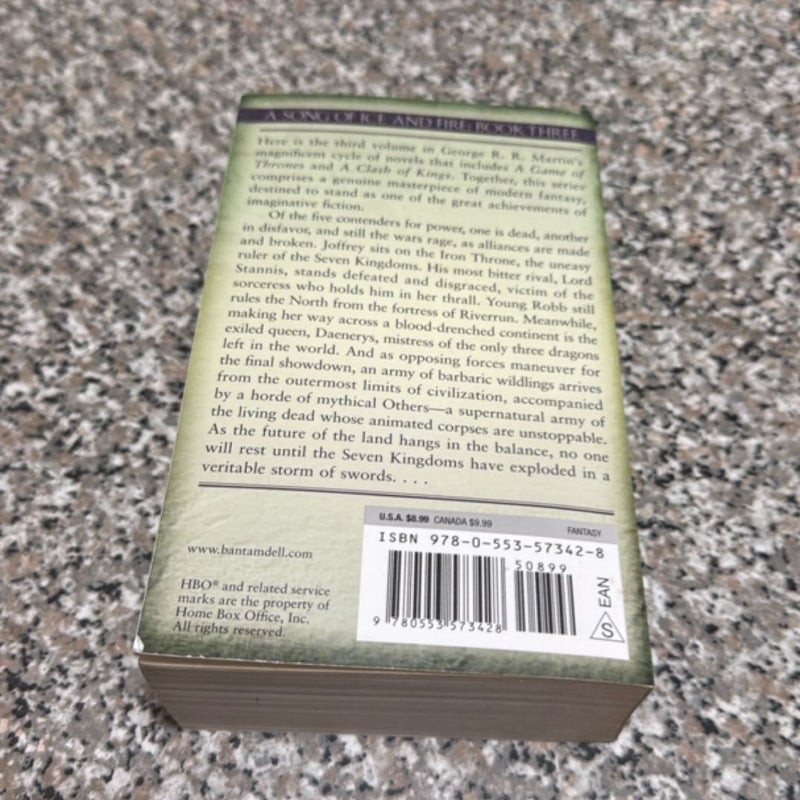 A SONG OF ICE AND FIRE: BOOK THREE
Here is the third volume in George R. R. Martin's
magnificent cycle of novels that includes A Game of
Thrones and A Clash of Kings. Together, this series
comprises a genuine masterpiece of modern fantasy,
destined to stand as one of the great achievements of
imaginative fiction.
Of the five contenders for power, one is dead, another
in disfavor, and still the wars rage, as alliances are made
and broken. Joffrey sits on the Iron Throne, the uneasy
ruler of the Seven Kingdoms. His most bitter rival, Lord
Stannis, stands defeated and disgraced, victim of the
sorceress who holds him in her thrall. Young Robb still
rules the North from the fortress of Riverrun. Meanwhile,
making her way across a blood-drenched continent is the
exiled queen, Daenerys, mistress of the only three dragons
left in the world. And as opposing forces maneuver for
the final showdown, an army of barbaric wildlings arrives
from the outermost limits of civilization, accompanied
by a horde of mythical Others—a supernatural army of
the living dead whose animated corpses are unstoppable.
As the future of the land hangs in the balance, no one
will rest until the Seven Kingdoms have exploded in a
veritable storm of swords. . . .
www.bantamdell.com
HBO® and related service
marks are the property of
Home Box Office, Inc.
All rights reserved.
U.S.A. $8.99 CANADA $9.99
FANTASY
ISBN 978-0-553-57342-8
50899
9 780553 573428
EAN
S